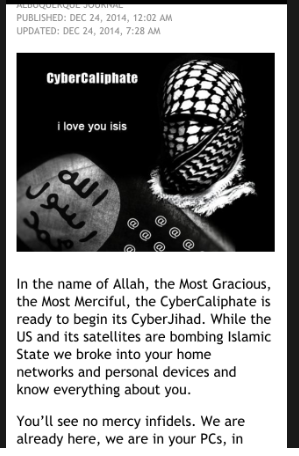 ALBUQUERQUE JOURNAL
PUBLISHED: DEC 24, 2014, 12:02 AM
UPDATED: DEC 24, 2014, 7:28 AM
CyberCaliphate
i love you isis
الله
رسول
محمد
@ @
@ @ @
@ @
In the name of Allah, the Most Gracious,
the Most Merciful, the CyberCaliphate is
ready to begin its CyberJihad. While the
US and its satellites are bombing Islamic
State we broke into your home
networks and personal devices and
know everything about you.
You’ll see no mercy infidels. We are
already here, we are in your PCs, in